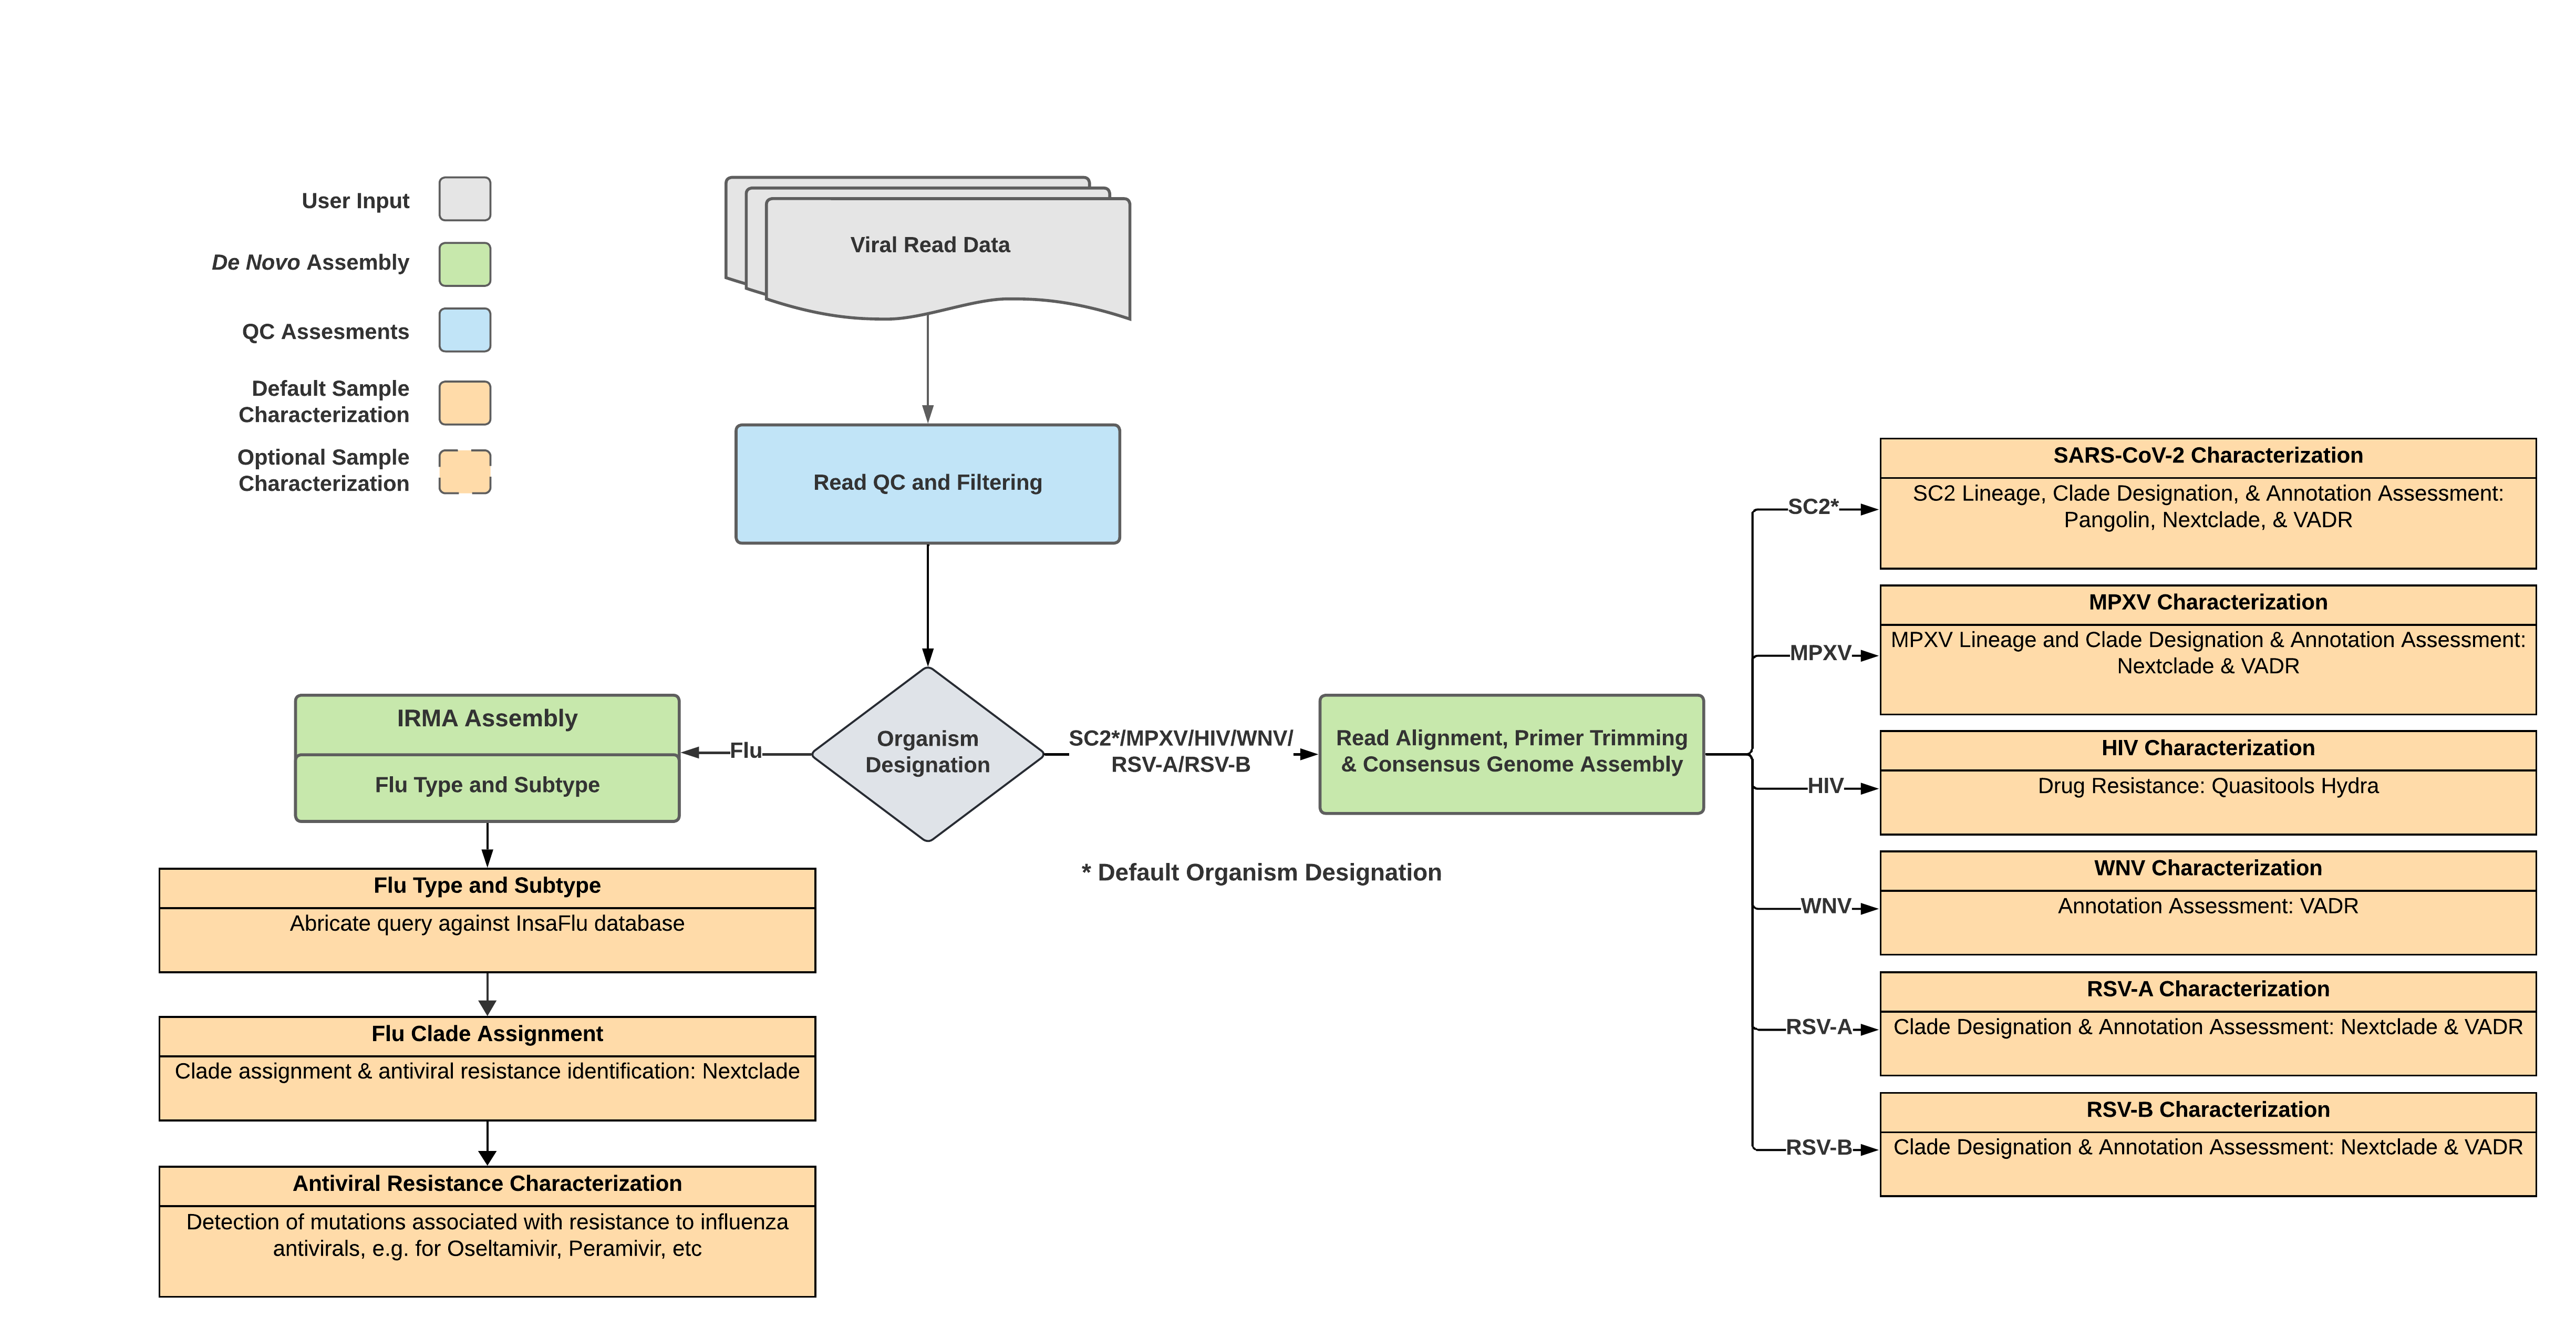 User Input
De Novo Assembly
QC Assesments
Default Sample
Characterization
Optional Sample
Characterization
Viral Read Data
Read QC and Filtering
Organism
Designation
Flu
IRMA Assembly
Flu Type and Subtype
Flu Type and Subtype
Abricate query against InsaFlu database
Flu Clade Assignment
Clade assignment & antiviral resistance identification: Nextclade
Antiviral Resistance Characterization
Detection of mutations associated with resistance to influenza
antivirals, e.g. for Oseltamivir, Peramivir, etc
SC2*/MPXV/HIV/WNV/
RSV-A/RSV-B
Read Alignment, Primer Trimming
& Consensus Genome Assembly
* Default Organism Designation
SC2*
SARS-CoV-2 Characterization
SC2 Lineage, Clade Designation, & Annotation Assessment:
Pangolin, Nextclade, & VADR
MPXV
MPXV Characterization
MPXV Lineage and Clade Designation & Annotation Assessment:
Nextclade & VADR
HIV
HIV Characterization
Drug Resistance: Quasitools Hydra
WNV
WNV Characterization
Annotation Assessment: VADR
RSV-A
RSV-A Characterization
Clade Designation & Annotation Assessment: Nextclade & VADR
RSV-B
RSV-B Characterization
Clade Designation & Annotation Assessment: Nextclade & VADR